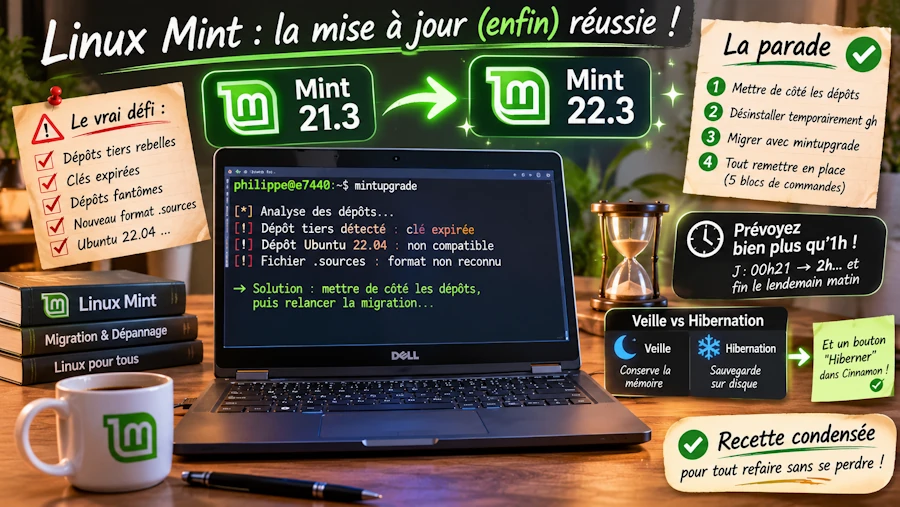 Linux Mint : la mise à jour (enfin) réussie !
Mint
21.3
Mint
22.3
Le vrai défi :
Dépôts tiers rebelles
Clés expirées
Dépôts fantômes
Nouveau format .sources
Ubuntu 22.04 ...
La parade
1 Mettre de côté les dépôts
2 Désinstaller temporairement gh
3 Migrer avec mintupgrade
4 Tout remettre en place
(5 blocs de commandes)
philippe@e7440:~$ mintupgrade
[*] Analyse des dépôts...
[!] Dépôt tiers détecté : clé expirée
[!] Dépôt Ubuntu 22.04 : non compatible
[!] Fichier .sources : format non reconnu
→ Solution : mettre de côté les dépôts,
puis relancer la migration...
DELL
Prévoyez
bien plus qu'1h !
J : 00h21 → 2h... et
fin le lendemain matin
Veille vs Hibernation
Veille
Conserve la
mémoire
Hibernation
Sauvegarde
sur disque
Et un bouton
"Hiberner"
dans Cinnamon !
Linux Mint
Migration & Dépannage
Linux pour tous
Recette condensée
pour tout refaire sans se perdre !